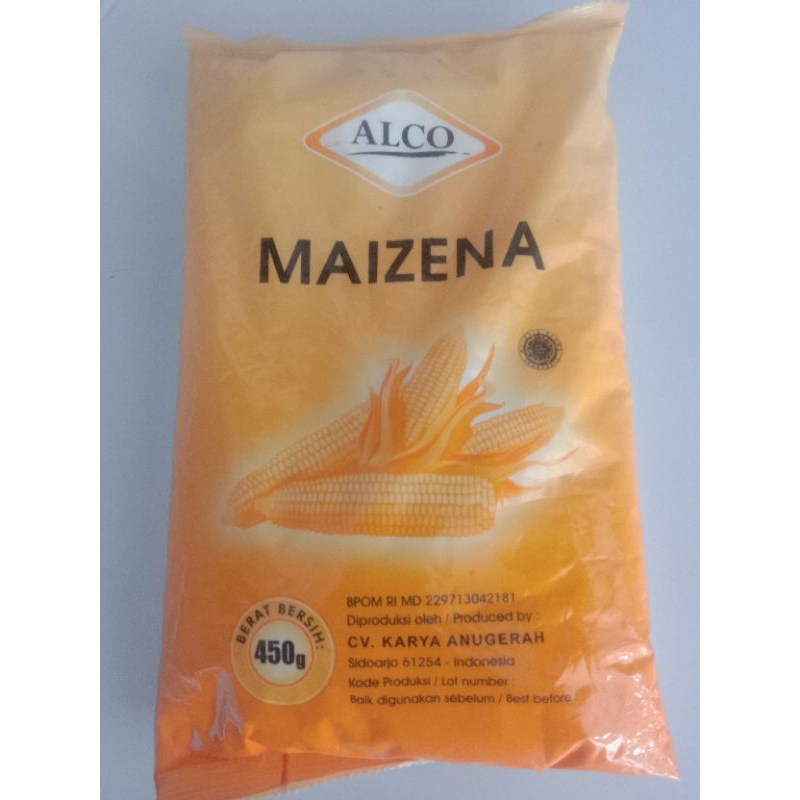 ALCO
MAIZENA
BERAT BERSIH:
450g
BPOM RI MD 229713042181
Diproduksi oleh / Produced by :
CV. KARYA ANUGERAH
Sidoarjo 61254 - Indonesia
Kode Produksi / Lot number :
Baik digunakan sebelum / Best before :